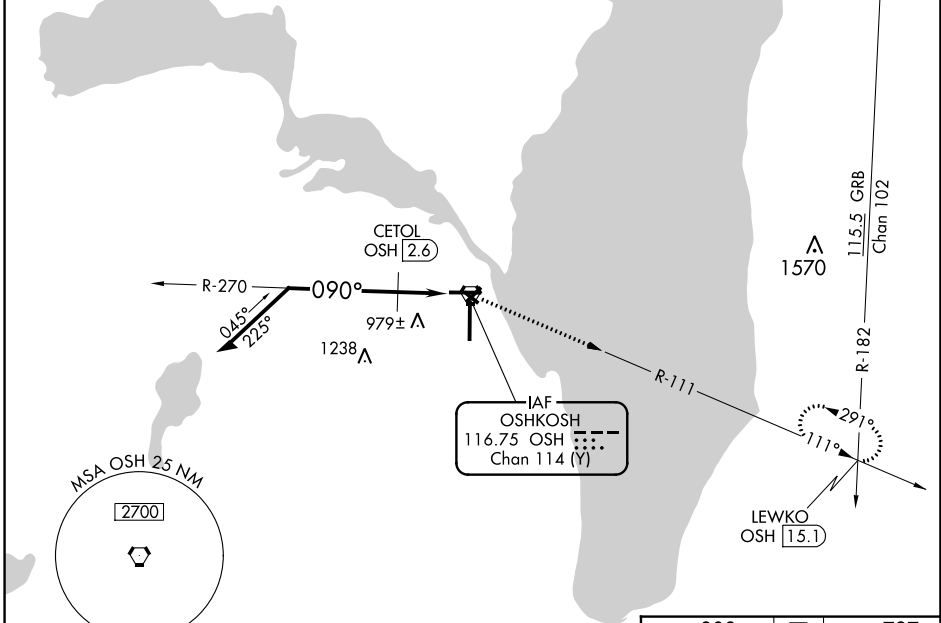 115.5 GRB
Chan 102
1570
CETOL
OSH 2.6
R-270
090°
045°
225°
979±
1238
R-182
R-111
IAF
OSHKOSH
116.75 OSH
Chan 114 (Y)
291°
111°
MSA OSH 25 NM
2700
LEWKO
OSH 15.1